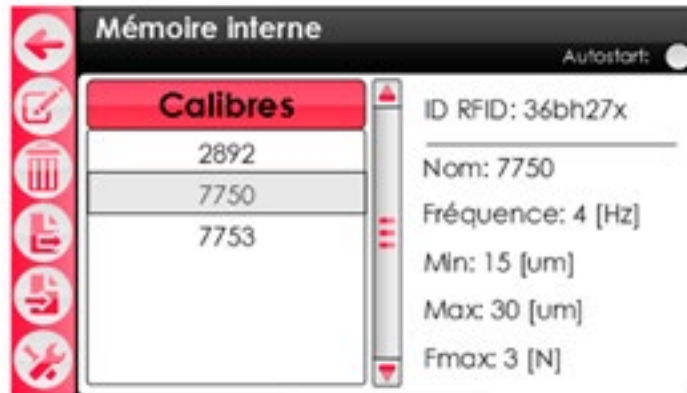 Mémoire interne
Autostart:
Calibres
2892
7750
7753
ID RFID: 36bh27x
Nom: 7750
Fréquence: 4 [Hz]
Min: 15 [um]
Max: 30 [um]
Fmax: 3 [N]